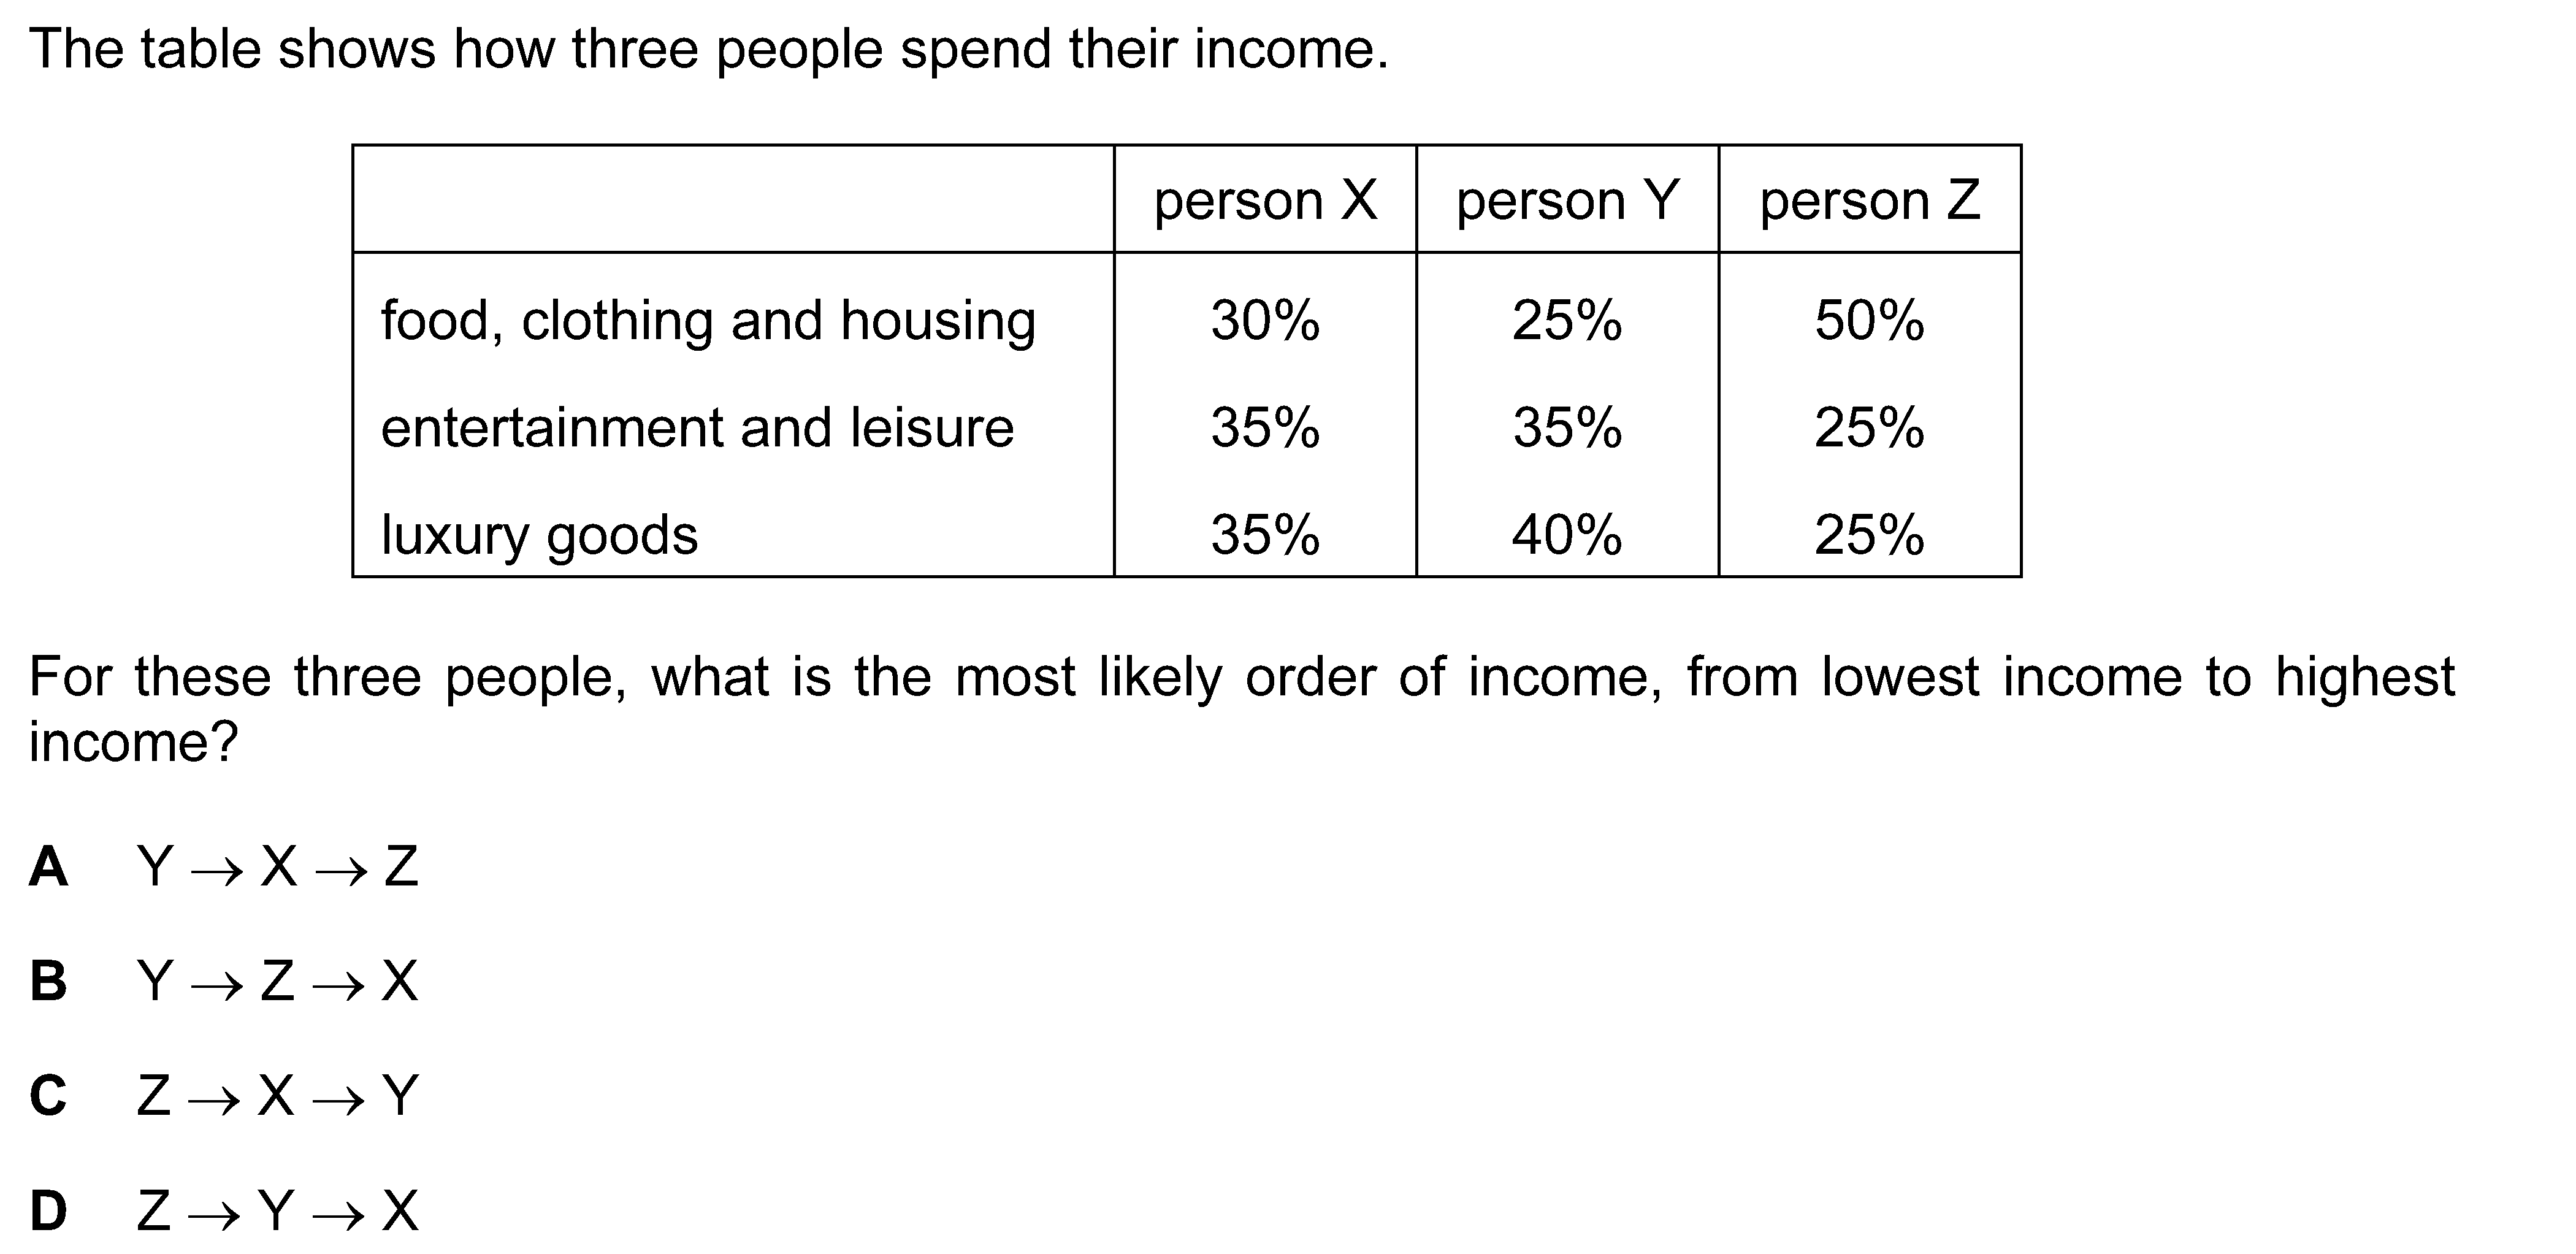 The table shows how three people spend their income.
person X person Y person Z
food, clothing and housing 30% 25% 50%
entertainment and leisure 35% 35% 25%
luxury goods 35% 40% 25%
For these three people, what is the most likely order of income, from lowest income to highest
income?
A Y → X → Z
B Y → Z → X
C Z → X → Y
D Z → Y → X